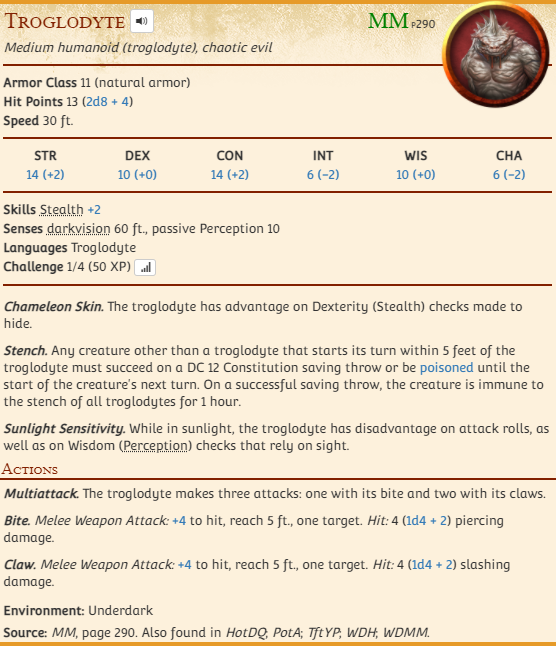 Troglodyte MM p290
Medium humanoid (troglodyte), chaotic evil
Armor Class 11 (natural armor)
Hit Points 13 (2d8 + 4)
Speed 30 ft.
STR DEX CON INT WIS CHA
14 (+2) 10 (+0) 14 (+2) 6 (−2) 10 (+0) 6 (−2)
Skills Stealth +2
Senses darkvision 60 ft., passive Perception 10
Languages Troglodyte
Challenge 1/4 (50 XP)
Chameleon Skin. The troglodyte has advantage on Dexterity (Stealth) checks made to
hide.
Stench. Any creature other than a troglodyte that starts its turn within 5 feet of the
troglodyte must succeed on a DC 12 Constitution saving throw or be poisoned until the
start of the creature's next turn. On a successful saving throw, the creature is immune to
the stench of all troglodytes for 1 hour.
Sunlight Sensitivity. While in sunlight, the troglodyte has disadvantage on attack rolls, as
well as on Wisdom (Perception) checks that rely on sight.
Actions
Multiattack. The troglodyte makes three attacks: one with its bite and two with its claws.
Bite. Melee Weapon Attack: +4 to hit, reach 5 ft., one target. Hit: 4 (1d4 + 2) piercing
damage.
Claw. Melee Weapon Attack: +4 to hit, reach 5 ft., one target. Hit: 4 (1d4 + 2) slashing
damage.
Environment: Underdark
Source: MM, page 290. Also found in HotDQ; PotA; TftYP; WDH; WDMM.